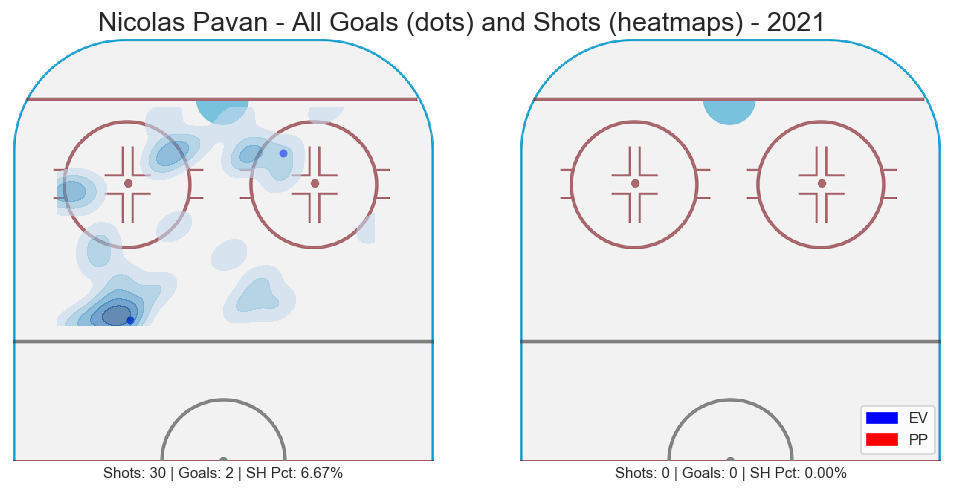 Nicolas Pavan - All Goals (dots) and Shots (heatmaps) - 2021
EV
PP
Shots: 30 | Goals: 2 | SH Pct: 6.67%
Shots: 0 | Goals: 0 | SH Pct: 0.00%